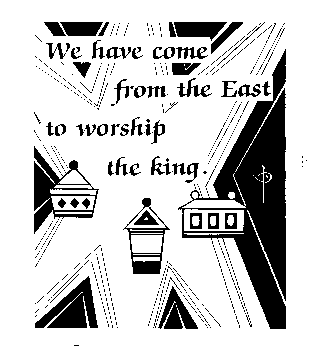 We have come
from the East
to worship
the king.